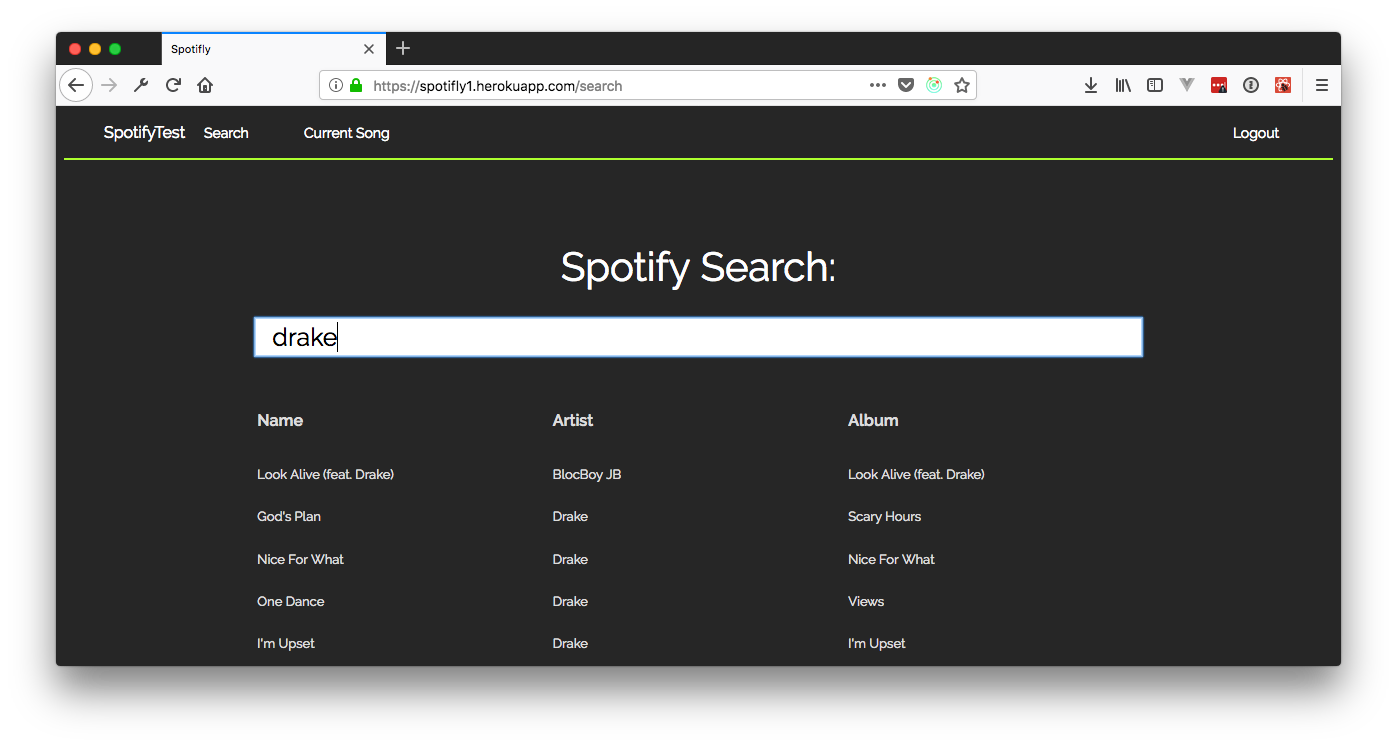 Spotifly
https://spotifly1.herokuapp.com/search
SpotifyTest Search Current Song Logout
Spotify Search:
drake
Name Artist Album
Look Alive (feat. Drake) BlocBoy JB Look Alive (feat. Drake)
God's Plan Drake Scary Hours
Nice For What Drake Nice For What
One Dance Drake Views
I'm Upset Drake I'm Upset